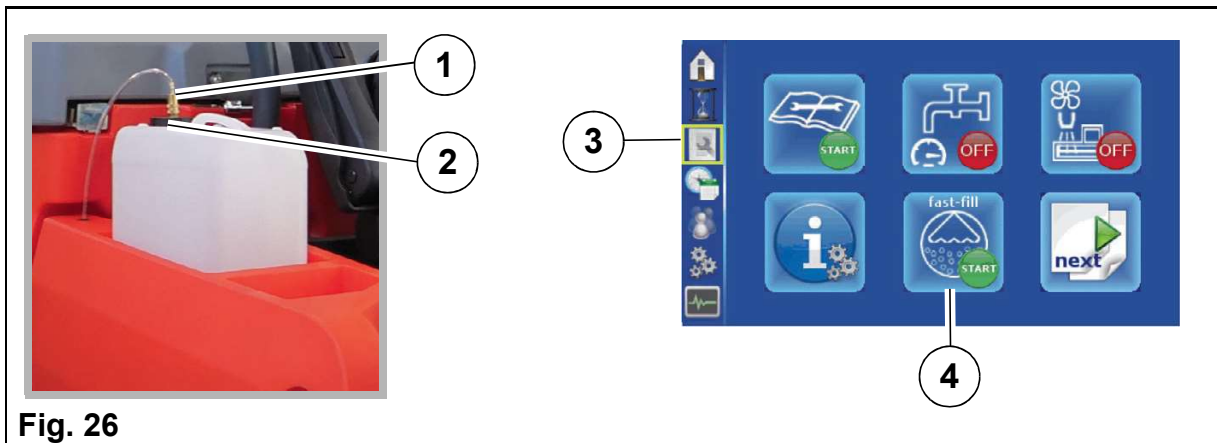 1
2
3
4
START
OFF
OFF
fast-fill
START
next
Fig. 26